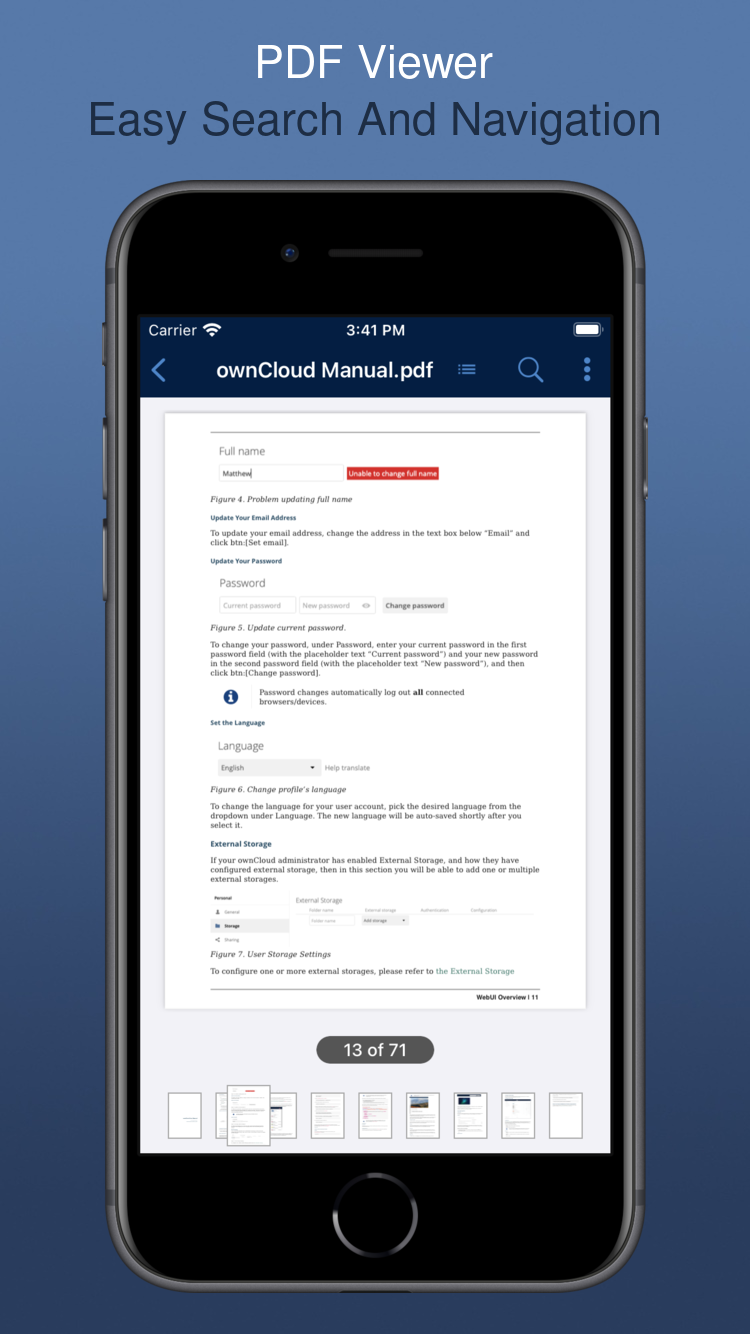 PDF Viewer
Easy Search And Navigation
Carrier
3:41 PM
ownCloud Manual.pdf
Full name
Matthew
Unable to change full name
Figure 4. Problem updating full name
Update Your Email Address
To update your email address, change the address in the text box below "Email" and
click btn:[Set email].
Update Your Password
Password
Current password
New password
Change password
Figure 5. Update current password.
To change your password, under Password, enter your current password in the first
password field (with the placeholder text "Current password") and your new password
in the second password field (with the placeholder text "New password"), and then
click btn:[Change password].
Password changes automatically log out all connected
browsers/devices.
Set the Language
Language
English
Help translate
Figure 6. Change profile's language
To change the language for your user account, pick the desired language from the
dropdown under Language. The new language will be auto-saved shortly after you
select it.
External Storage
If your ownCloud administrator has enabled External Storage, and how they have
configured external storage, then in this section you will be able to add one or multiple
external storages.
Personal
General
Storage
Sharing
External Storage
Folder name
External storage
Authentication
Configuration
Folder name
Add storage
Figure 7. User Storage Settings
To configure one or more external storages, please refer to the External Storage
WebUI Overview | 11
13 of 71